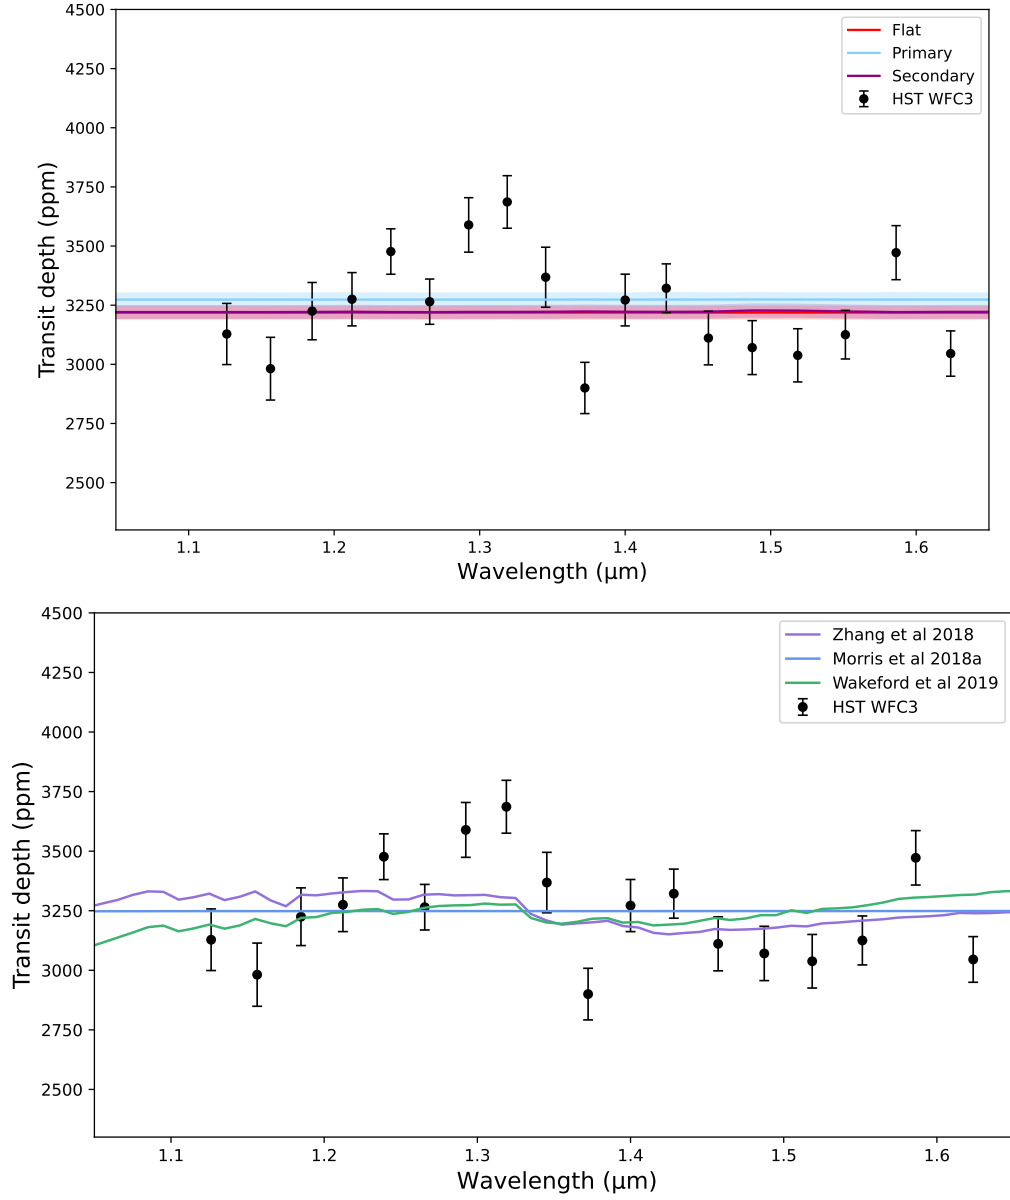 4500
4250
4000
3750
3500
3250
3000
2750
2500
Transit depth (ppm)
Flat
Primary
Secondary
HST WFC3
1.1 1.2 1.3 1.4 1.5 1.6
Wavelength (μm)
4500
4250
4000
3750
3500
3250
3000
2750
2500
Transit depth (ppm)
Zhang et al 2018
Morris et al 2018a
Wakeford et al 2019
HST WFC3
1.1 1.2 1.3 1.4 1.5 1.6
Wavelength (μm)